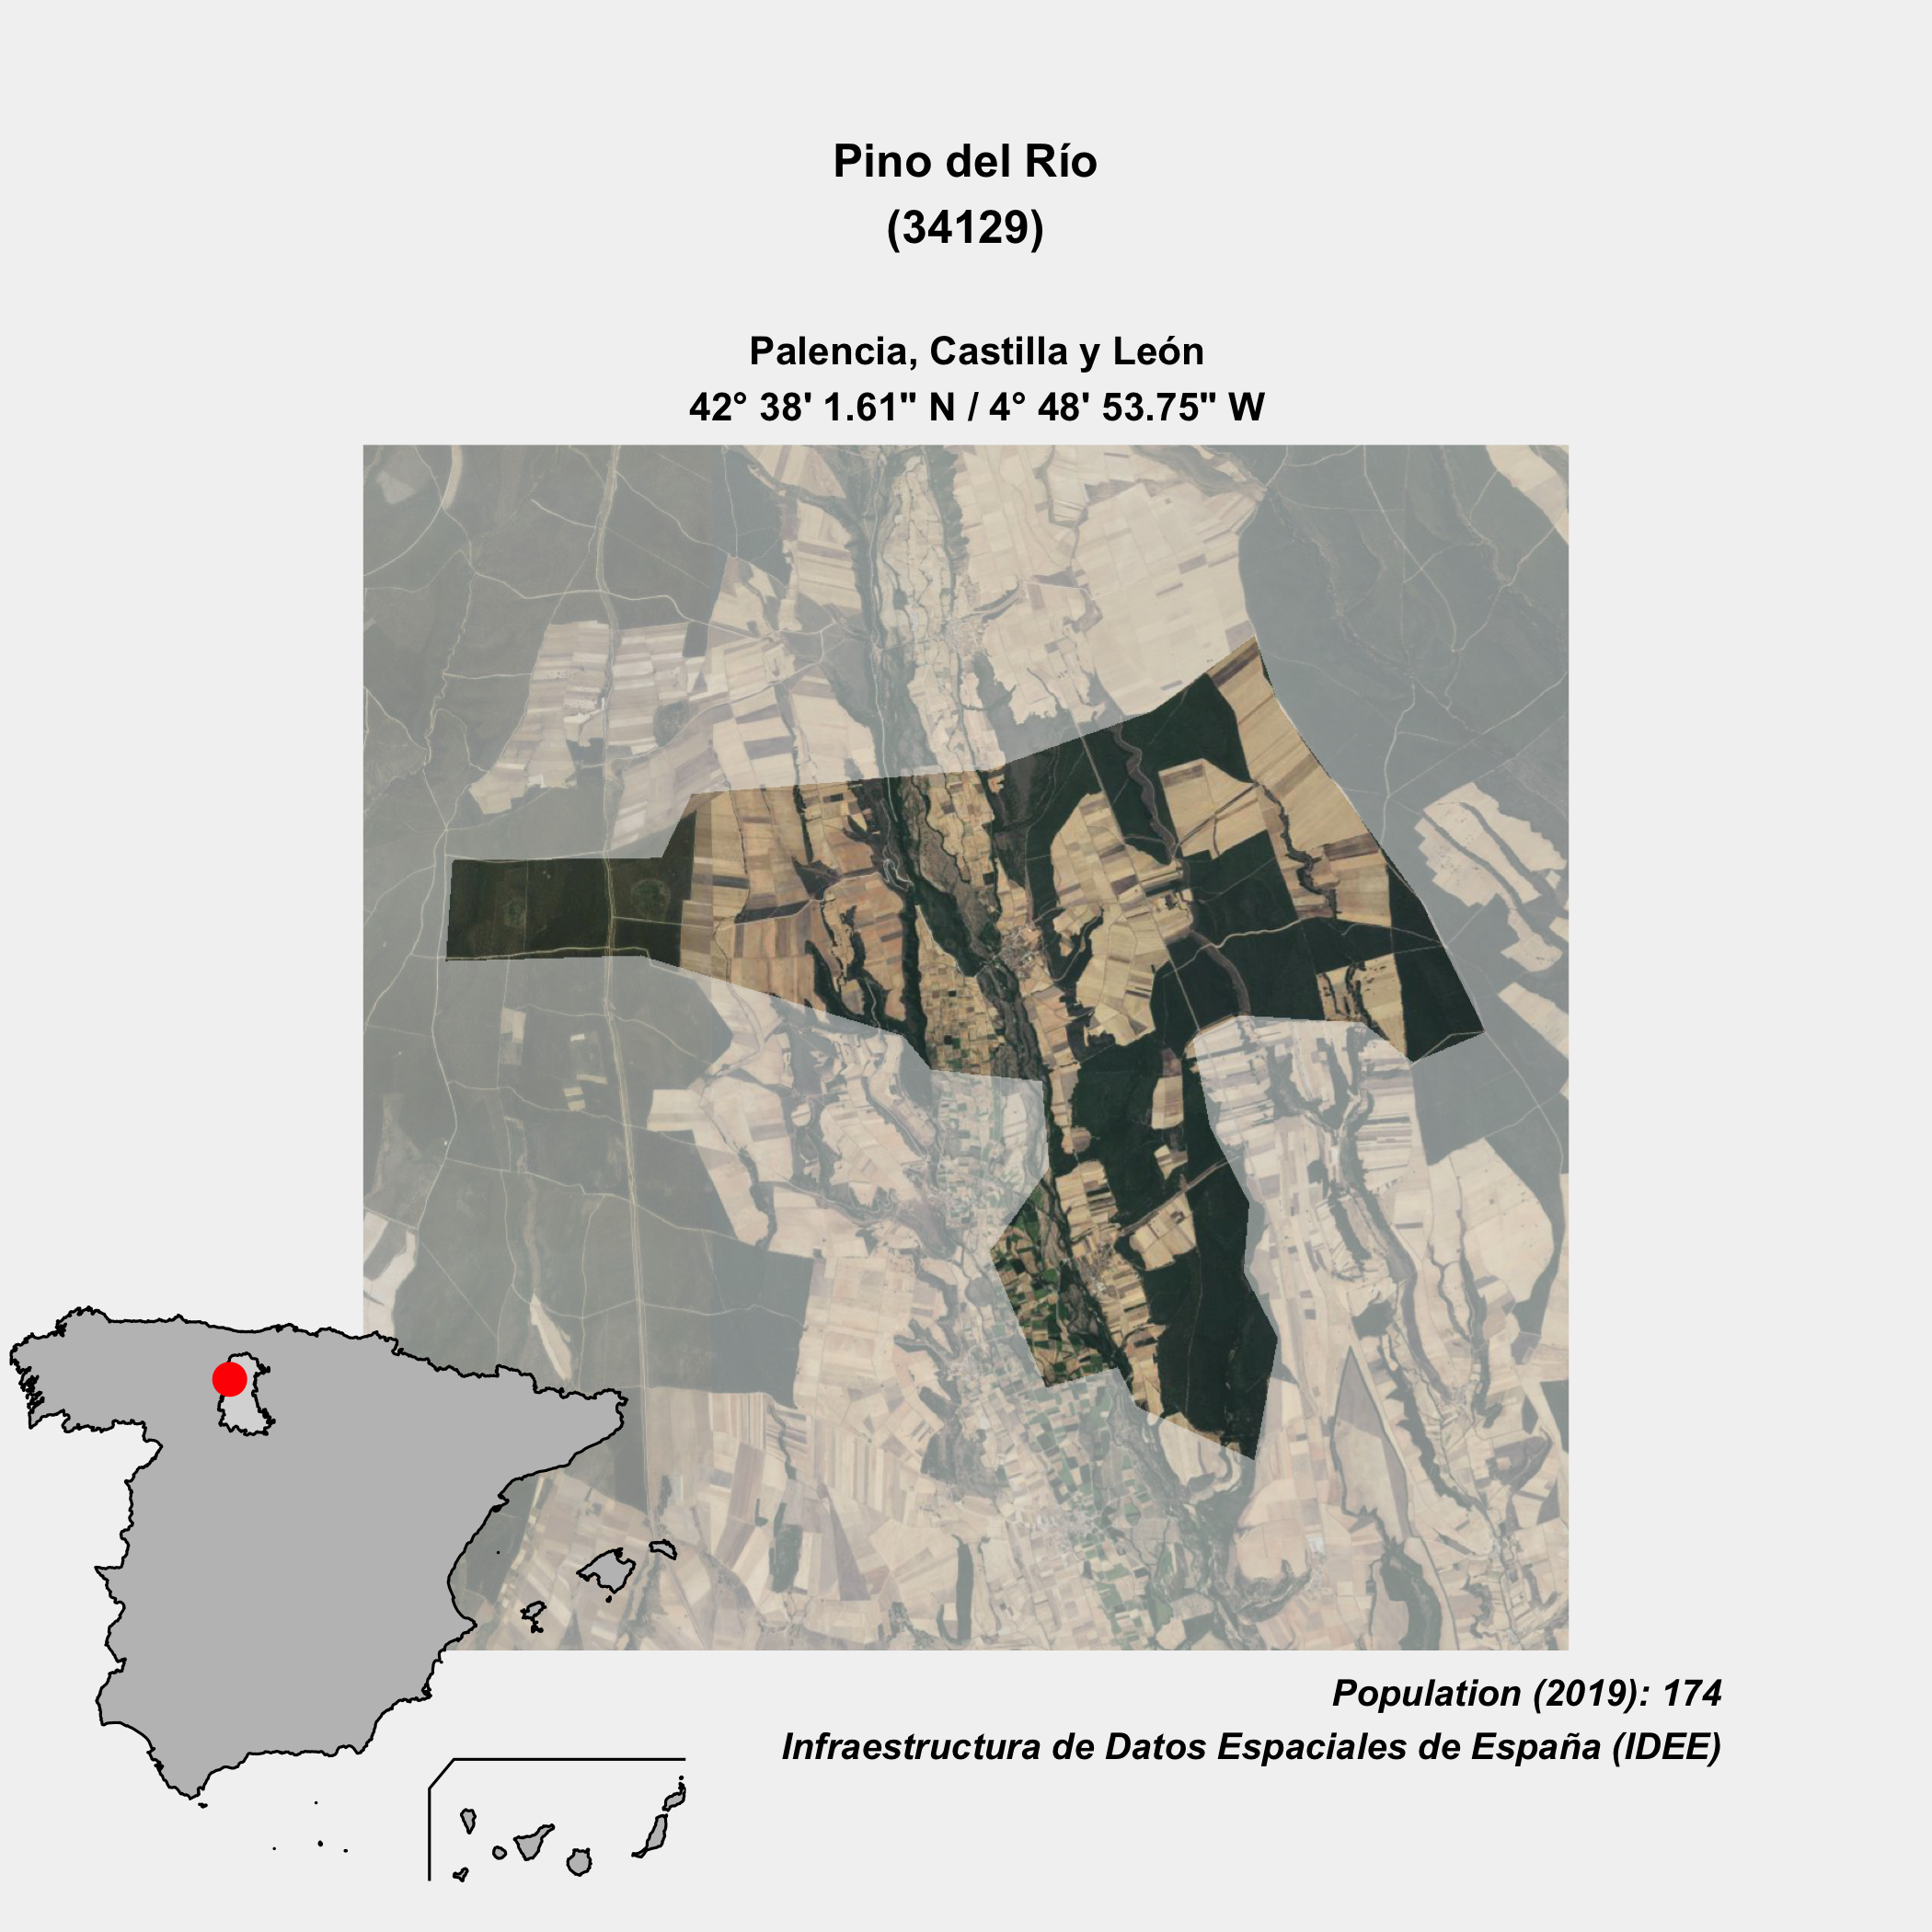 Pino del Río
(34129)
Palencia, Castilla y León
42° 38' 1.61" N / 4° 48' 53.75" W
Population (2019): 174
Infraestructura de Datos Espaciales de España (IDEE)